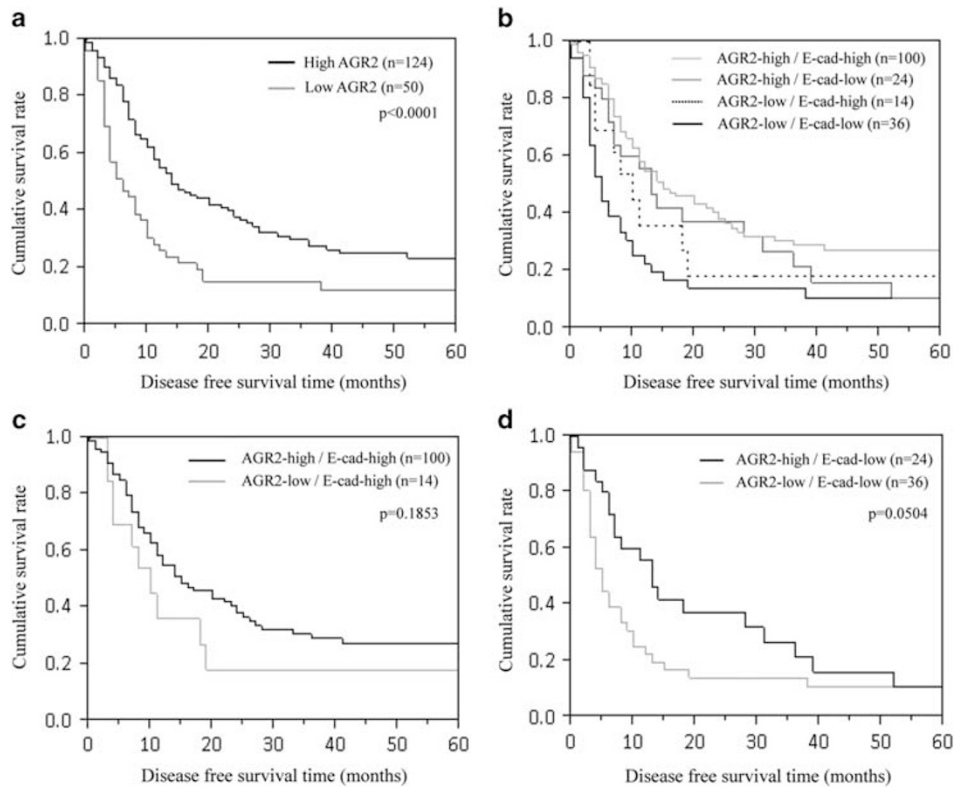 a
Cumulative survival rate
1.0
0.8
0.6
0.4
0.2
0.0
High AGR2 (n=124)
Low AGR2 (n=50)
p<0.0001
0 10 20 30 40 50 60
Disease free survival time (months)
b
Cumulative survival rate
1.0
0.8
0.6
0.4
0.2
0.0
AGR2-high / E-cad-high (n=100)
AGR2-high / E-cad-low (n=24)
AGR2-low / E-cad-high (n=14)
AGR2-low / E-cad-low (n=36)
0 10 20 30 40 50 60
Disease free survival time (months)
c
Cumulative survival rate
1.0
0.8
0.6
0.4
0.2
0.0
AGR2-high / E-cad-high (n=100)
AGR2-low / E-cad-high (n=14)
p=0.1853
0 10 20 30 40 50 60
Disease free survival time (months)
d
Cumulative survival rate
1.0
0.8
0.6
0.4
0.2
0.0
AGR2-high / E-cad-low (n=24)
AGR2-low / E-cad-low (n=36)
p=0.0504
0 10 20 30 40 50 60
Disease free survival time (months)